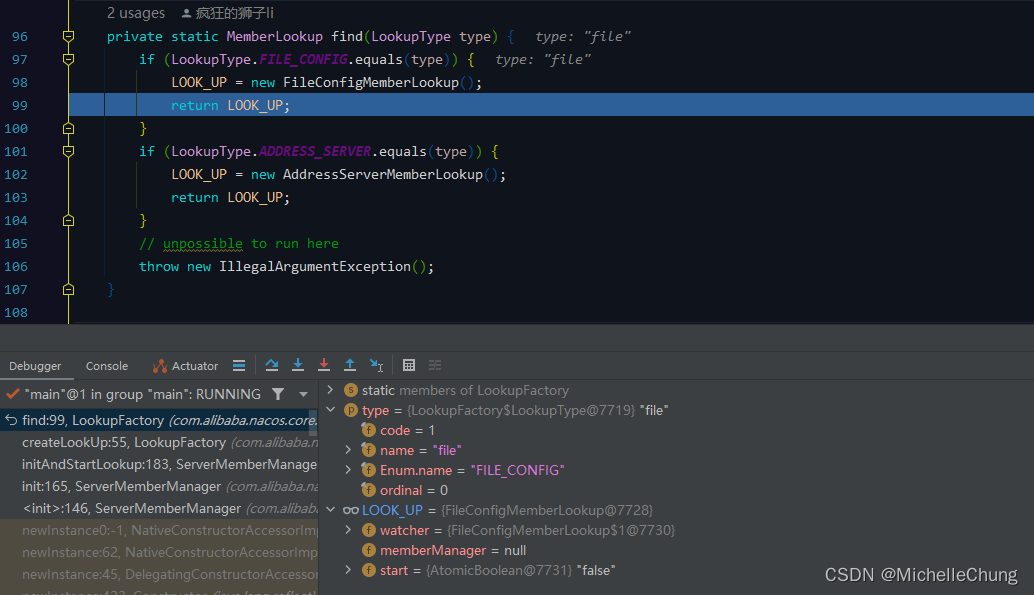 2 usages 疯狂的狮子li
96 private static MemberLookup find(LookupType type) { type: "file"
97 if (LookupType.FILE_CONFIG.equals(type)) { type: "file"
98 LOOK_UP = new FileConfigMemberLookup();
99 return LOOK_UP;
100 }
101 if (LookupType.ADDRESS_SERVER.equals(type)) {
102 LOOK_UP = new AddressServerMemberLookup();
103 return LOOK_UP;
104 }
105 // unpossible to run here
106 throw new IllegalArgumentException();
107 }
108
Debugger Console Actuator
"main"@1 in group "main": RUNNING
find:99, LookupFactory (com.alibaba.nacos.core.
createLookUp:55, LookupFactory (com.alibaba.n
initAndStartLookup:183, ServerMemberManage
init:165, ServerMemberManager (com.alibaba.na
<init>:146, ServerMemberManager (com.alibab
newInstance0:-1, NativeConstructorAccessorImp
newInstance:62, NativeConstructorAccessorImp
newInstance:45, DelegatingConstructorAccessor
static members of LookupFactory
type = {LookupFactory$LookupType@7719} "file"
code = 1
name = "file"
Enum.name = "FILE_CONFIG"
ordinal = 0
LOOK_UP = {FileConfigMemberLookup@7728}
watcher = {FileConfigMemberLookup$1@7730}
memberManager = null
start = {AtomicBoolean@7731} "false"
CSDN @MichelleChung